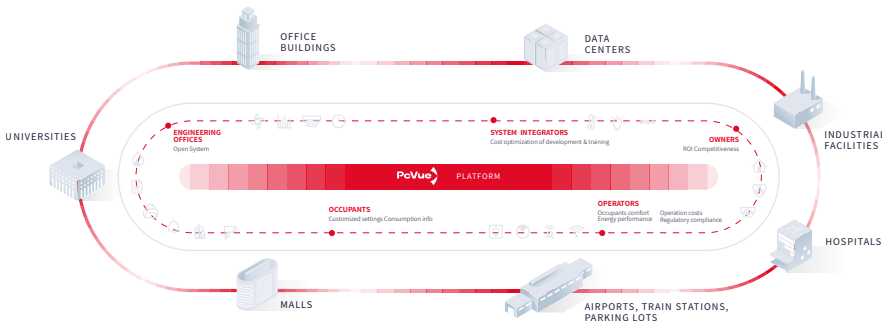 OFFICE
BUILDINGS
DATA
CENTERS
UNIVERSITIES
INDUSTRIAL
FACILITIES
ENGINEERING
OFFICES
Open System
SYSTEM INTEGRATORS
Cost optimization of development & training
OWNERS
ROI Competitiveness
PcVue PLATFORM
OCCUPANTS
Customized settings Consumption info
OPERATORS
Occupants comfort Operation costs
Energy performance Regulatory compliance
HOSPITALS
MALLS
AIRPORTS, TRAIN STATIONS,
PARKING LOTS